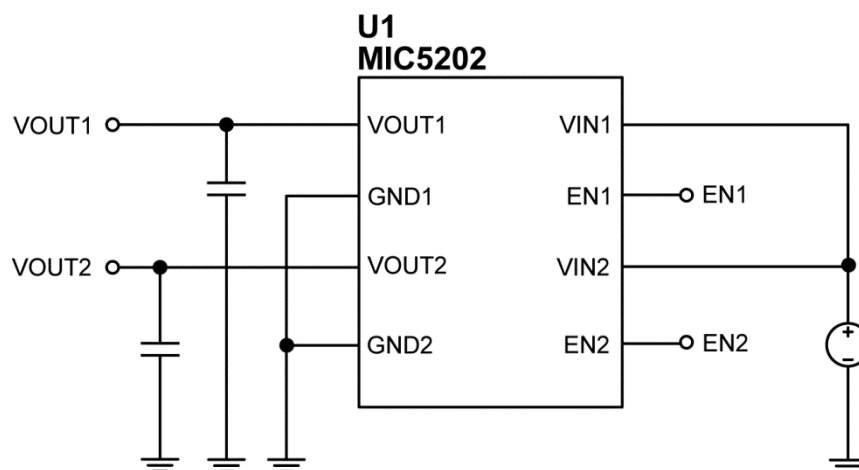 U1
MIC5202
VOUT1
VOUT1
VIN1
GND1
EN1
EN1
VOUT2
VOUT2
VIN2
GND2
EN2
EN2
+
−